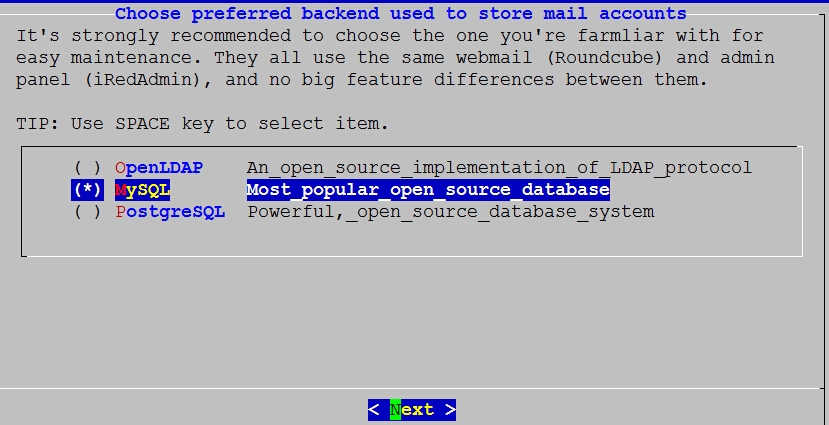 Choose preferred backend used to store mail accounts
It's strongly recommended to choose the one you're farmliar with for
easy maintenance. They all use the same webmail (Roundcube) and admin
panel (iRedAdmin), and no big feature differences between them.
TIP: Use SPACE key to select item.
( ) OpenLDAP An_open_source_implementation_of_LDAP_protocol
(*) MySQL Most_popular_open_source_database
( ) PostgreSQL Powerful,_open_source_database_system
< Next >